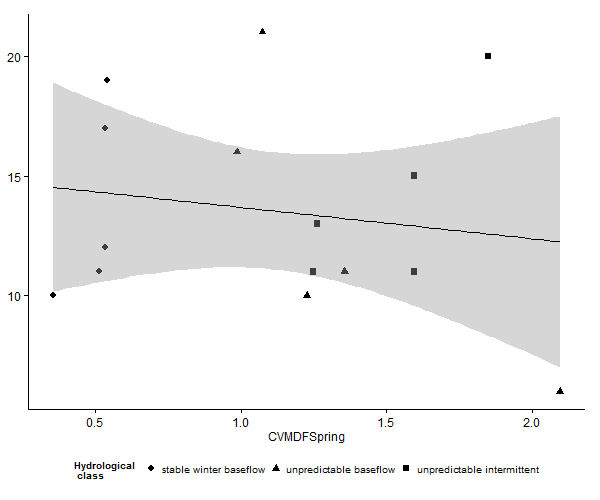 20
15
10
0.5 1.0 1.5 2.0
CVMDFSpring
Hydrological class stable winter baseflow unpredictable baseflow unpredictable intermittent